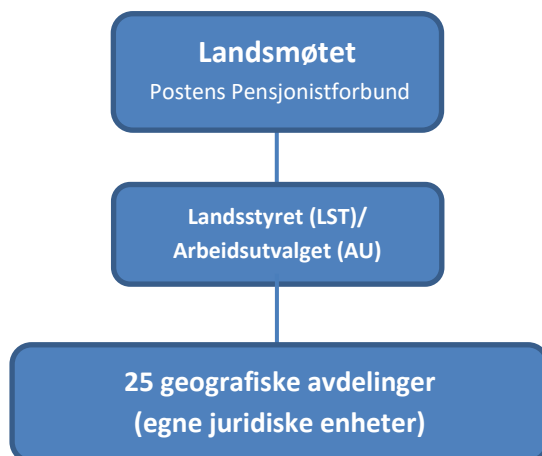 Landsmøtet
Postens Pensjonistforbund
Landsstyret (LST)/
Arbeidsutvalget (AU)
25 geografiske avdelinger
(egne juridiske enheter)